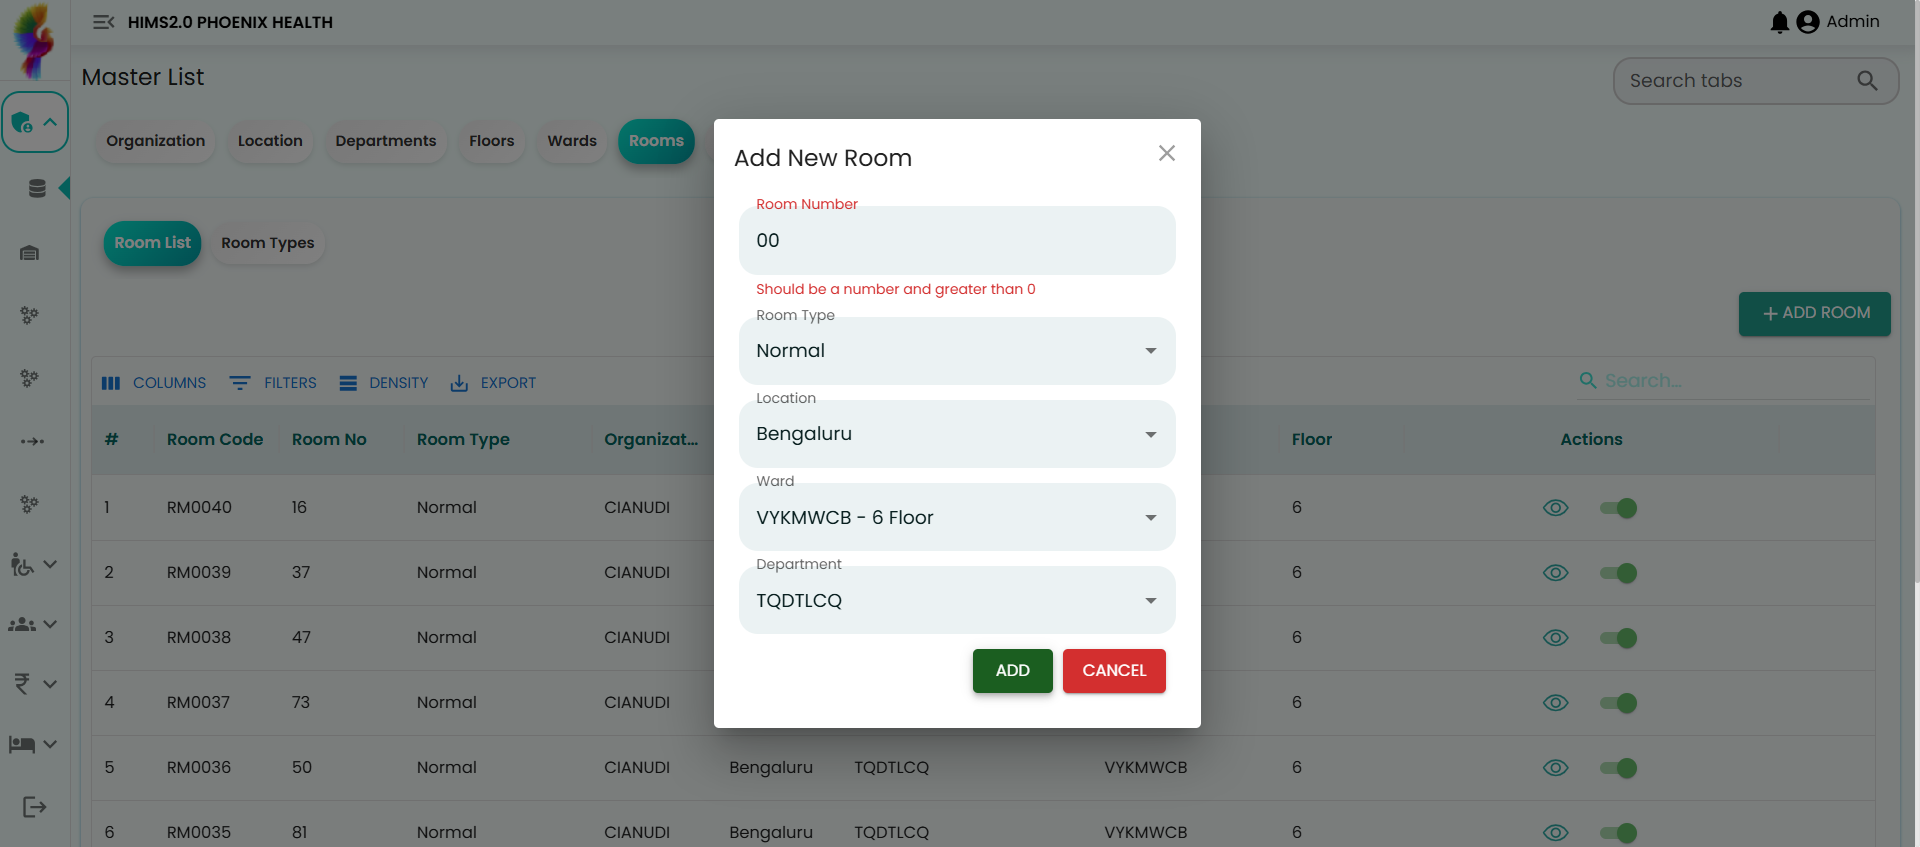 HIMS2.0 PHOENIX HEALTH
Admin
Master List
Search tabs
Organization
Location
Departments
Floors
Wards
Rooms
Room List
Room Types
+ ADD ROOM
COLUMNS
FILTERS
DENSITY
EXPORT
Search...
# Room Code Room No Room Type Organizat... Floor Actions
1 RM0040 16 Normal CIANUDI 6
2 RM0039 37 Normal CIANUDI 6
3 RM0038 47 Normal CIANUDI 6
4 RM0037 73 Normal CIANUDI 6
5 RM0036 50 Normal CIANUDI Bengaluru TQDTLCQ VYKMWCB 6
6 RM0035 81 Normal CIANUDI Bengaluru TQDTLCQ VYKMWCB 6
Add New Room
Room Number
00
Should be a number and greater than 0
Room Type
Normal
Location
Bengaluru
Ward
VYKMWCB - 6 Floor
Department
TQDTLCQ
ADD
CANCEL